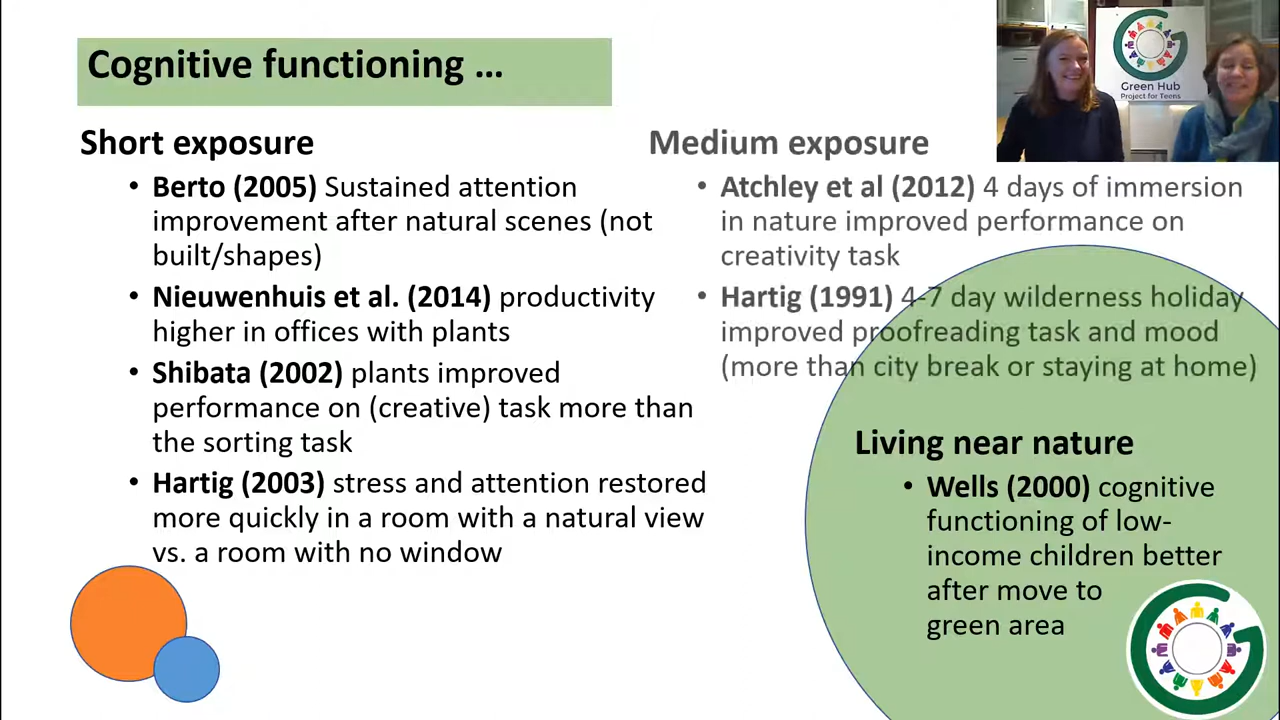 Cognitive functioning ...
Short exposure
• Berto (2005) Sustained attention
improvement after natural scenes (not
built/shapes)
• Nieuwenhuis et al. (2014) productivity
higher in offices with plants
• Shibata (2002) plants improved
performance on (creative) task more than
the sorting task
• Hartig (2003) stress and attention restored
more quickly in a room with a natural view
vs. a room with no window
Medium exposure
• Atchley et al (2012) 4 days of immersion
in nature improved performance on
creativity task
• Hartig (1991) 4-7 day wilderness holiday
improved proofreading task and mood
(more than city break or staying at home)
Living near nature
• Wells (2000) cognitive
functioning of low-
income children better
after move to
green area
Green Hub
Project for Teens